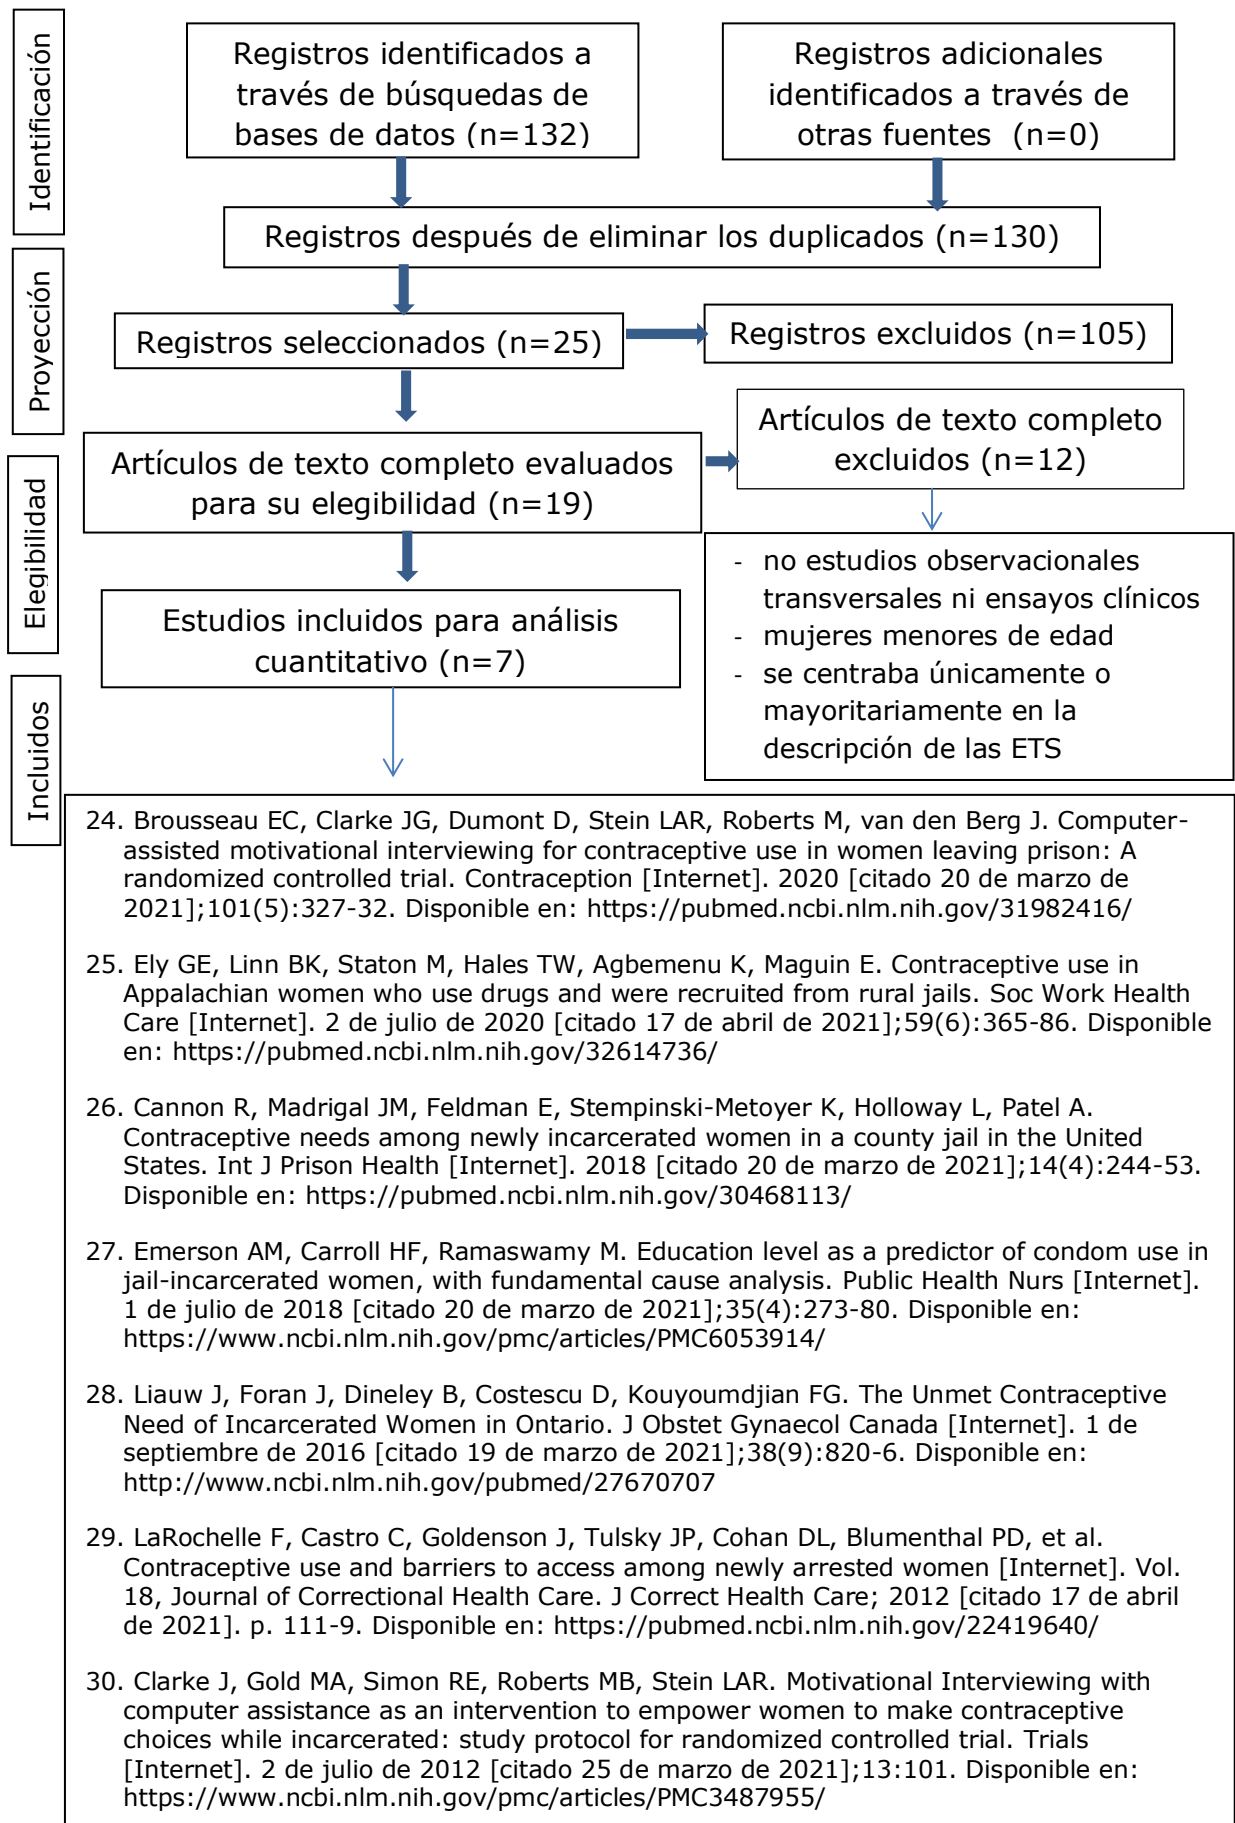 Identificación
Registros identificados a
través de búsquedas de
bases de datos (n=132)
Registros adicionales
identificados a través de
otras fuentes (n=0)
Registros después de eliminar los duplicados (n=130)
Proyección
Registros seleccionados (n=25)
Registros excluidos (n=105)
Elegibilidad
Artículos de texto completo evaluados
para su elegibilidad (n=19)
Artículos de texto completo
excluidos (n=12)
- no estudios observacionales
transversales ni ensayos clínicos
- mujeres menores de edad
- se centraba únicamente o
mayoritariamente en la
descripción de las ETS
Estudios incluidos para análisis
cuantitativo (n=7)
Incluidos
24. Brousseau EC, Clarke JG, Dumont D, Stein LAR, Roberts M, van den Berg J. Computer-
assisted motivational interviewing for contraceptive use in women leaving prison: A
randomized controlled trial. Contraception [Internet]. 2020 [citado 20 de marzo de
2021];101(5):327-32. Disponible en: https://pubmed.ncbi.nlm.nih.gov/31982416/
25. Ely GE, Linn BK, Staton M, Hales TW, Agbemenu K, Maguin E. Contraceptive use in
Appalachian women who use drugs and were recruited from rural jails. Soc Work Health
Care [Internet]. 2 de julio de 2020 [citado 17 de abril de 2021];59(6):365-86. Disponible
en: https://pubmed.ncbi.nlm.nih.gov/32614736/
26. Cannon R, Madrigal JM, Feldman E, Stempinski-Metoyer K, Holloway L, Patel A.
Contraceptive needs among newly incarcerated women in a county jail in the United
States. Int J Prison Health [Internet]. 2018 [citado 20 de marzo de 2021];14(4):244-53.
Disponible en: https://pubmed.ncbi.nlm.nih.gov/30468113/
27. Emerson AM, Carroll HF, Ramaswamy M. Education level as a predictor of condom use in
jail-incarcerated women, with fundamental cause analysis. Public Health Nurs [Internet].
1 de julio de 2018 [citado 20 de marzo de 2021];35(4):273-80. Disponible en:
https://www.ncbi.nlm.nih.gov/pmc/articles/PMC6053914/
28. Liauw J, Foran J, Dineley B, Costescu D, Kouyoumdjian FG. The Unmet Contraceptive
Need of Incarcerated Women in Ontario. J Obstet Gynaecol Canada [Internet]. 1 de
septiembre de 2016 [citado 19 de marzo de 2021];38(9):820-6. Disponible en:
http://www.ncbi.nlm.nih.gov/pubmed/27670707
29. LaRochelle F, Castro C, Goldenson J, Tulsky JP, Cohan DL, Blumenthal PD, et al.
Contraceptive use and barriers to access among newly arrested women [Internet]. Vol.
18, Journal of Correctional Health Care. J Correct Health Care; 2012 [citado 17 de abril
de 2021]. p. 111-9. Disponible en: https://pubmed.ncbi.nlm.nih.gov/22419640/
30. Clarke J, Gold MA, Simon RE, Roberts MB, Stein LAR. Motivational Interviewing with
computer assistance as an intervention to empower women to make contraceptive
choices while incarcerated: study protocol for randomized controlled trial. Trials
[Internet]. 2 de julio de 2012 [citado 25 de marzo de 2021];13:101. Disponible en:
https://www.ncbi.nlm.nih.gov/pmc/articles/PMC3487955/